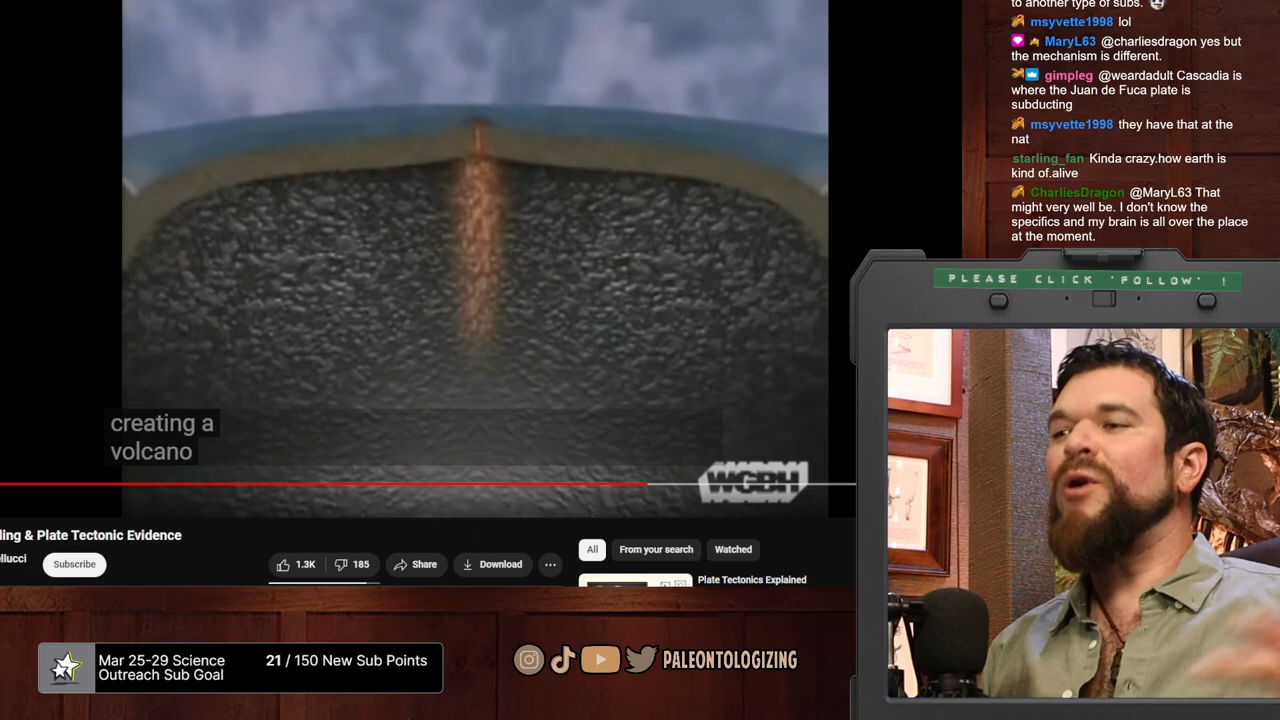 to another type of subs.
msyvette1998 lol
MaryL63 @charliesdragon yes but
the mechanism is different.
gimpleg @weardadult Cascadia is
where the Juan de Fuca plate is
subducting
msyvette1998 they have that at the
nat
starling_fan Kinda crazy.how earth is
kind of.alive
CharliesDragon @MaryL63 That
might very well be. I don't know the
specifics and my brain is all over the place
at the moment.
PLEASE CLICK 'FOLLOW' !
creating a
volcano
WGBH
ling & Plate Tectonic Evidence
ellucci
Subscribe
1.3K
185
Share
Download
All
From your search
Watched
Plate Tectonics Explained
Mar 25-29 Science
Outreach Sub Goal
21 / 150 New Sub Points
PALEONTOLOGIZING